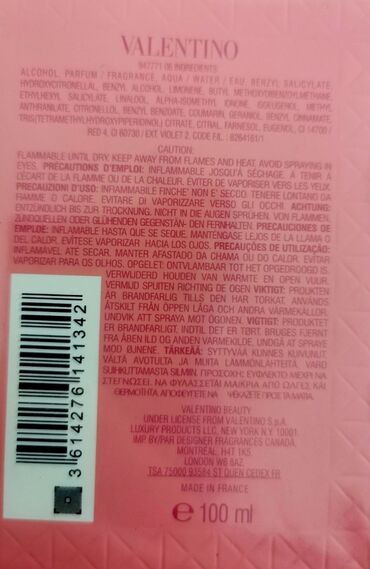 VALENTINO
947771 06 INGREDIENTS
ALCOHOL, PARFUM / FRAGRANCE, AQUA / WATER / EAU, BENZYL SALICYLATE,
HYDROXYCITRONELLAL, BENZYL ALCOHOL, LIMONENE, BUTYL METHOXYDIBENZOYLMETHANE
ETHYLHEXYL SALICYLATE, LINALOOL, ALPHA-ISOMETHYL IONONE, ISOEUGENOL, METHYL
ANTHRANILATE, CITRONELLOL, BENZYL BENZOATE, COUMARIN, GERANIOL, BENZYL CINNAMATE,
TRIS(TETRAMETHYLHYDROXYPIPERIDINOL) CITRATE, CITRAL, FARNESOL, EUGENOL, CI 14700 /
RED 4, CI 60730 / EXT. VIOLET 2, CODE F.I.L. : B264161/1
CAUTION:
FLAMMABLE UNTIL DRY. KEEP AWAY FROM FLAMES AND HEAT. AVOID SPRAYING IN
EYES. PRÉCAUTIONS D'EMPLOI: INFLAMMABLE JUSQU'À SÉCHAGE, À TENIR À
L'ÉCART DE LA FLAMME OU DE LA CHALEUR. ÉVITER DE VAPORISER VERS LES YEUX.
PRECAUZIONI D'USO: INFIAMMABILE FINCHE' NON E' SECCO. TENERE LONTANO DA
FIAMME O CALORE. EVITARE DI VAPORIZZARE VERSO GLI OCCHI. ACHTUNG:
ENTZÜNDLICH BIS ZUR TROCKNUNG. NICHT IN DIE AUGEN SPRÜHEN. VON FLAMMEN,
ZÜNDQUELLEN ODER GLÜHENDEN GEGENSTÄNDEN FERNHALTEN. PRECAUCIONES DE
EMPLOE: INFLAMABLE HASTA QUE SE SEQUE. MANTÉNGASE LEJOS DE LA LLAMA O
DEL CALOR. EVÍTESE VAPORIZAR HACIA LOS OJOS. PRECAUÇÕES DE UTILIZAÇÃO:
INFLAMÁVEL ATÉ SECAR. MANTER AFASTADO DA CHAMA OU DO CALOR. EVITAR
VAPORIZAR PARA OS OLHOS. OPGELET: ONTVLAMBAAR TOT HET OPGEDROOGD IS.
VERWIJDERD HOUDEN VAN WARMTE EN OPEN VUUR.
VERMIJD SPUITEN RICHTING DE OGEN. VIKTIGT: PRODUKTEN
ÄR BRANDFARLIG TILLS DEN HAR TORKAT. ANVÄNDS
ÅTSKILT FRÅN ÖPPEN LÅGA OCH ANDRA VÄRMEKÄLLOR.
UNDVIK ATT SPRAYA MOT ÖGONEN. VIGTIGT: PRODUKTET
ER BRANDFARLIGT, INDTIL DET ER TØRT. BRUGES FJERNT
FRA ÅBEN ILD OG ANDEN VARMEKILDE. UNDGÅ AT SPRAYE
MOD ØJNENE. TÄRKEÄÄ: SYTTYVÄÄ KUNNES KUIVUNUT.
VÄLTÄ AVOTULTA JA MUITA LÄMMÖNLÄHTEITÄ. VARO
SUIHKUTTAMASTA SILMIIN. ΠΡΟΣΟΧΗ: ΕΥΦΛΕΚΤΟ ΜΕΧΡΙ ΝΑ
ΣΤΕΓΝΩΣΕΙ. ΝΑ ΦΥΛΑΣΣΕΤΑΙ ΜΑΚΡΙΑ ΑΠΟ ΦΛΟΓΕΣ ΚΑΙ
ΘΕΡΜΟΤΗΤΑ. ΑΠΟΦΕΥΓΕΤΕ ΝΑ ΨΕΚΑΖΕΤΕ ΠΡΟΣ ΤΑ ΜΑΤΙΑ.
3 614276 141342
VALENTINO BEAUTY
UNDER LICENSE FROM VALENTINO S.p.A.
LUXURY PRODUCTS LLC, NEW YORK N.Y. 10001.
IMP. BY/PAR DESIGNER FRAGRANCES CANADA,
MONTRÉAL H4T 1K5.
LONDON W6 8AZ.
TSA 75000 93584 ST OUEN CEDEX FR
MADE IN FRANCE
℮ 100 ml